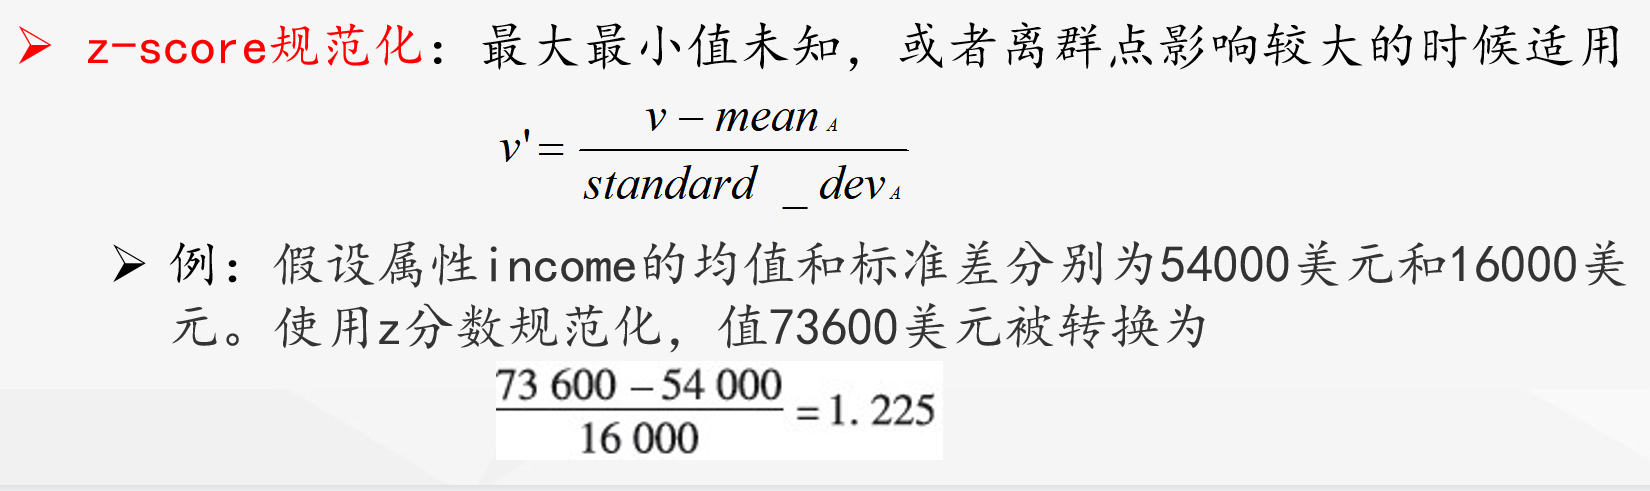 ➢ z-score规范化：最大最小值未知，或者离群点影响较大的时候适用
v' = (v − mean A) / (standard _ dev A)
➢ 例：假设属性income的均值和标准差分别为54000美元和16000美
元。使用z分数规范化，值73600美元被转换为
(73 600 − 54 000) / 16 000 = 1. 225